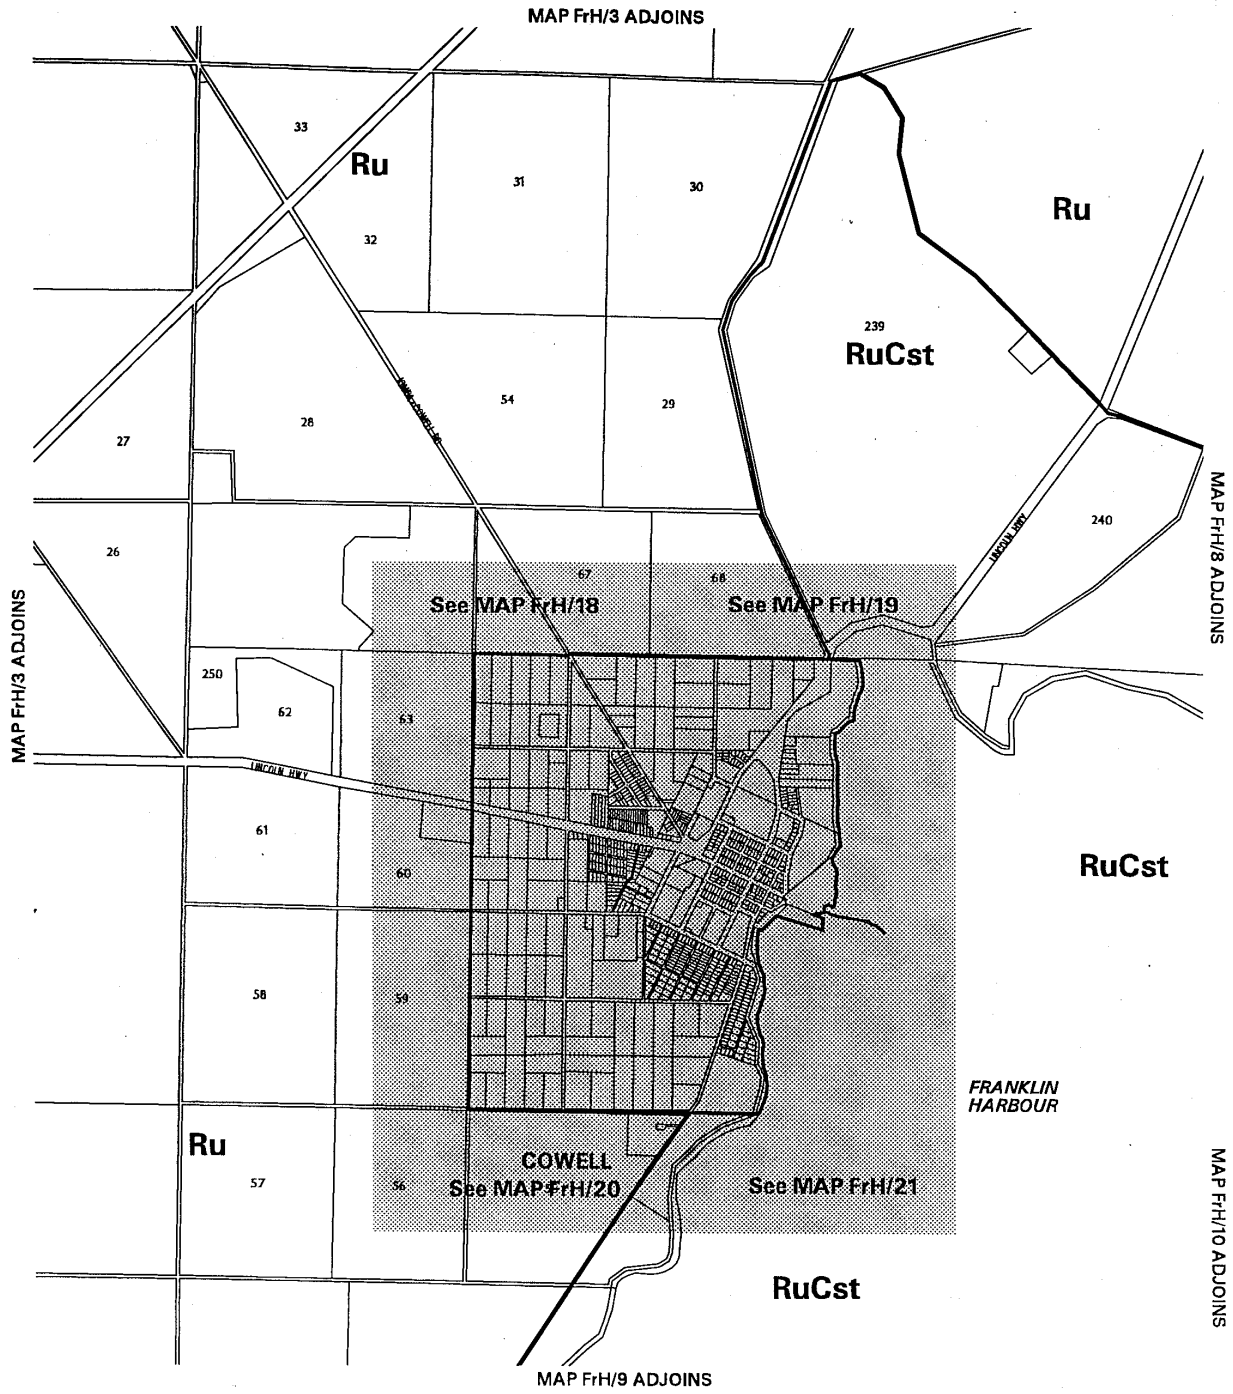 MAP FrH/3 ADJOINS
33
Ru
31
30
Ru
32
239
RuCst
54
29
28
27
MAP FrH/8 ADJOINS
240
LINCOLN HWY
26
67
68
See MAP FrH/18
See MAP FrH/19
MAP FrH/3 ADJOINS
250
62
63
LINCOLN HWY
61
RuCst
60
58
59
FRANKLIN
HARBOUR
Ru
COWELL
57
56
See MAP FrH/20
See MAP FrH/21
MAP FrH/10 ADJOINS
RuCst
MAP FrH/9 ADJOINS